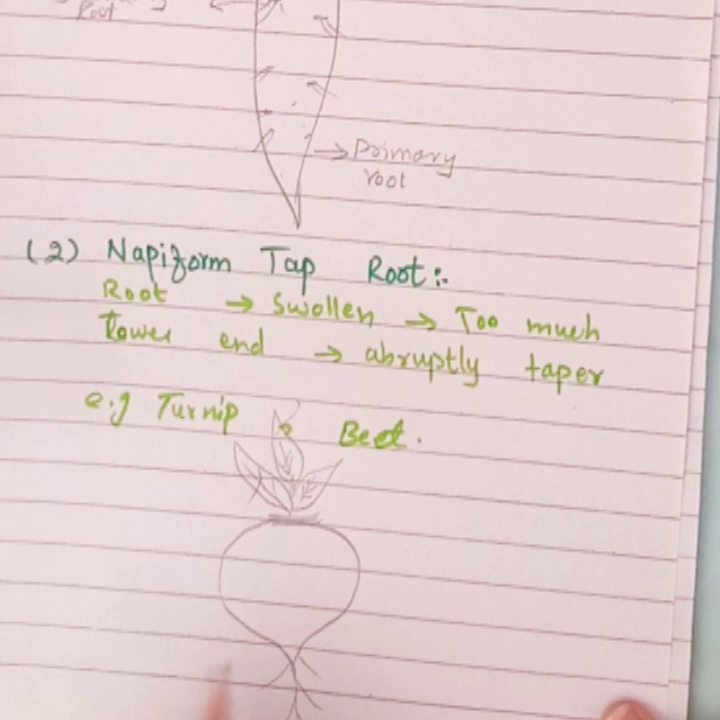 Root
→ Primary
root
(2) Napiform Tap Root:-
Root → Swollen → Too much
lower end → abruptly taper
e.g Turnip & Beet.